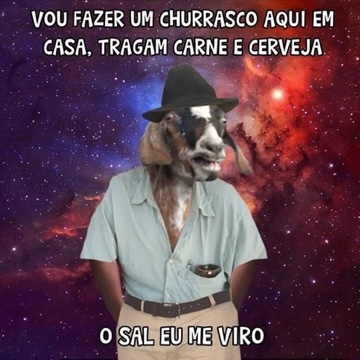 VOU FAZER UM CHURRASCO AQUI EM
CASA, TRAGAM CARNE E CERVEJA
O SAL EU ME VIRO